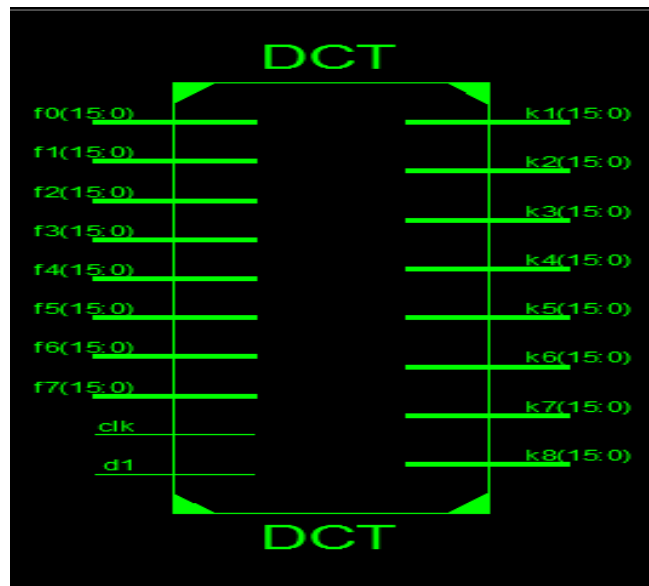 DCT
f0(15:0)
k1(15:0)
f1(15:0)
k2(15:0)
f2(15:0)
k3(15:0)
f3(15:0)
k4(15:0)
f4(15:0)
f5(15:0)
k5(15:0)
f6(15:0)
k6(15:0)
f7(15:0)
k7(15:0)
clk
k8(15:0)
d1
DCT